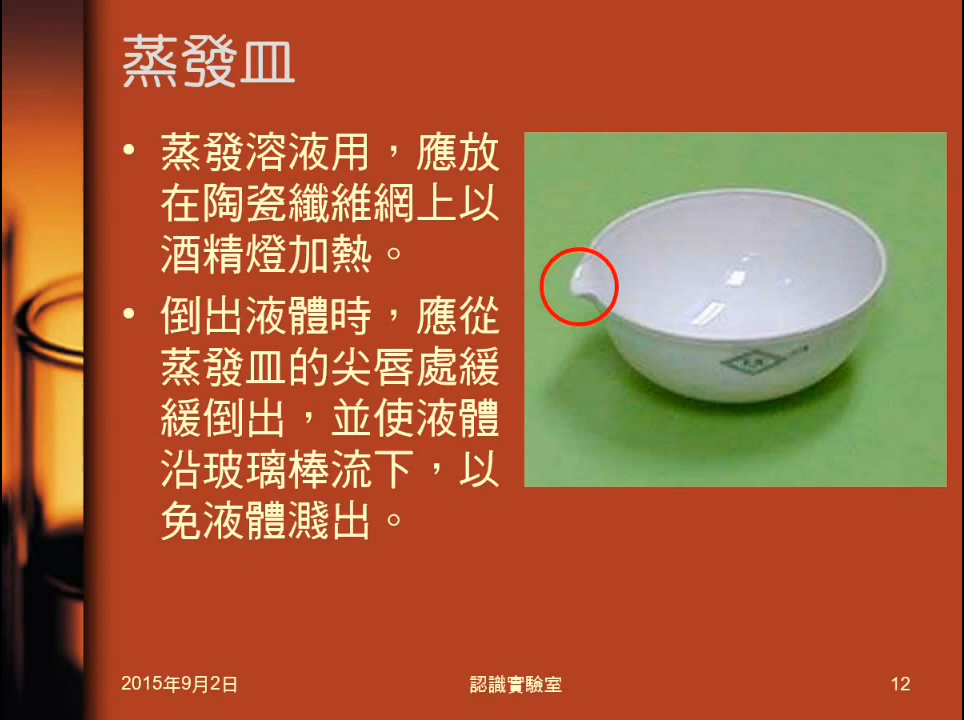 蒸發皿
• 蒸發溶液用，應放
在陶瓷纖維網上以
酒精燈加熱。
• 倒出液體時，應從
蒸發皿的尖唇處緩
緩倒出，並使液體
沿玻璃棒流下，以
免液體濺出。
2015年9月2日
認識實驗室
12